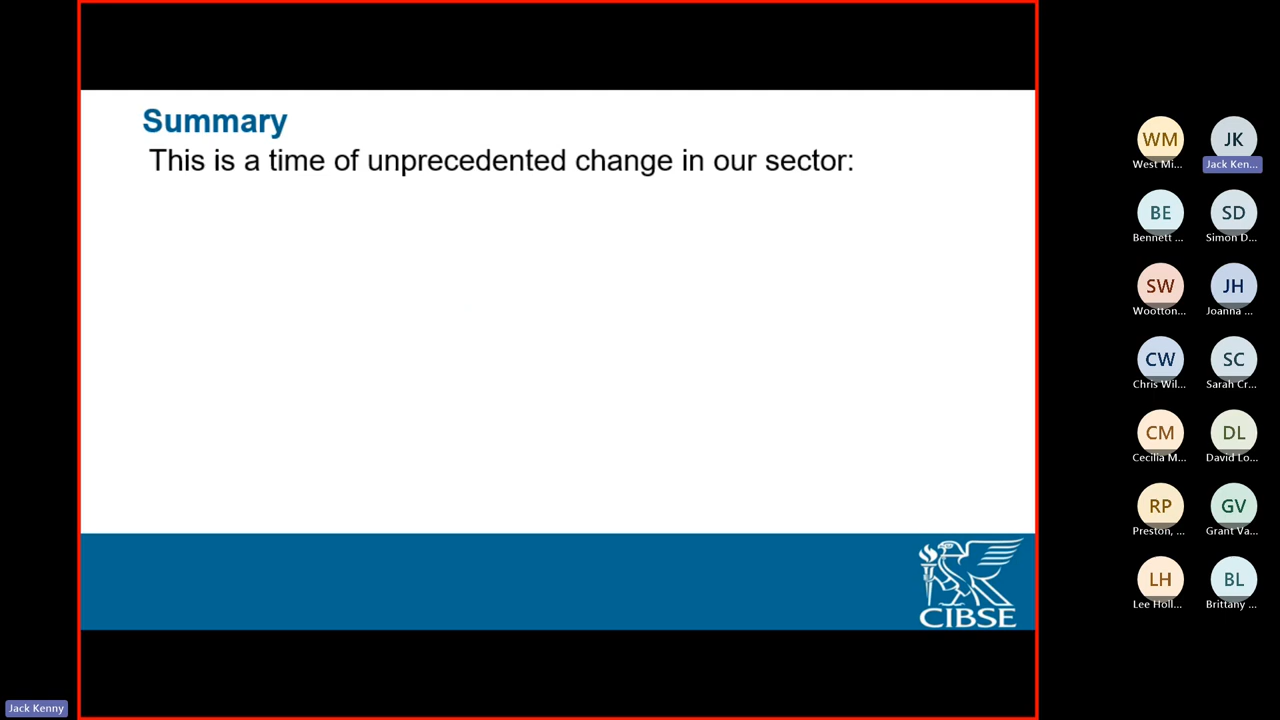 Summary
This is a time of unprecedented change in our sector:
CIBSE
WM
West Mi...
JK
Jack Ken...
BE
Bennett ...
SD
Simon D...
SW
Wootton...
JH
Joanna ...
CW
Chris Wil...
SC
Sarah Cr...
CM
Cecilia M...
DL
David Lo...
RP
Preston, ...
GV
Grant Va...
LH
Lee Holl...
BL
Brittany ...
Jack Kenny